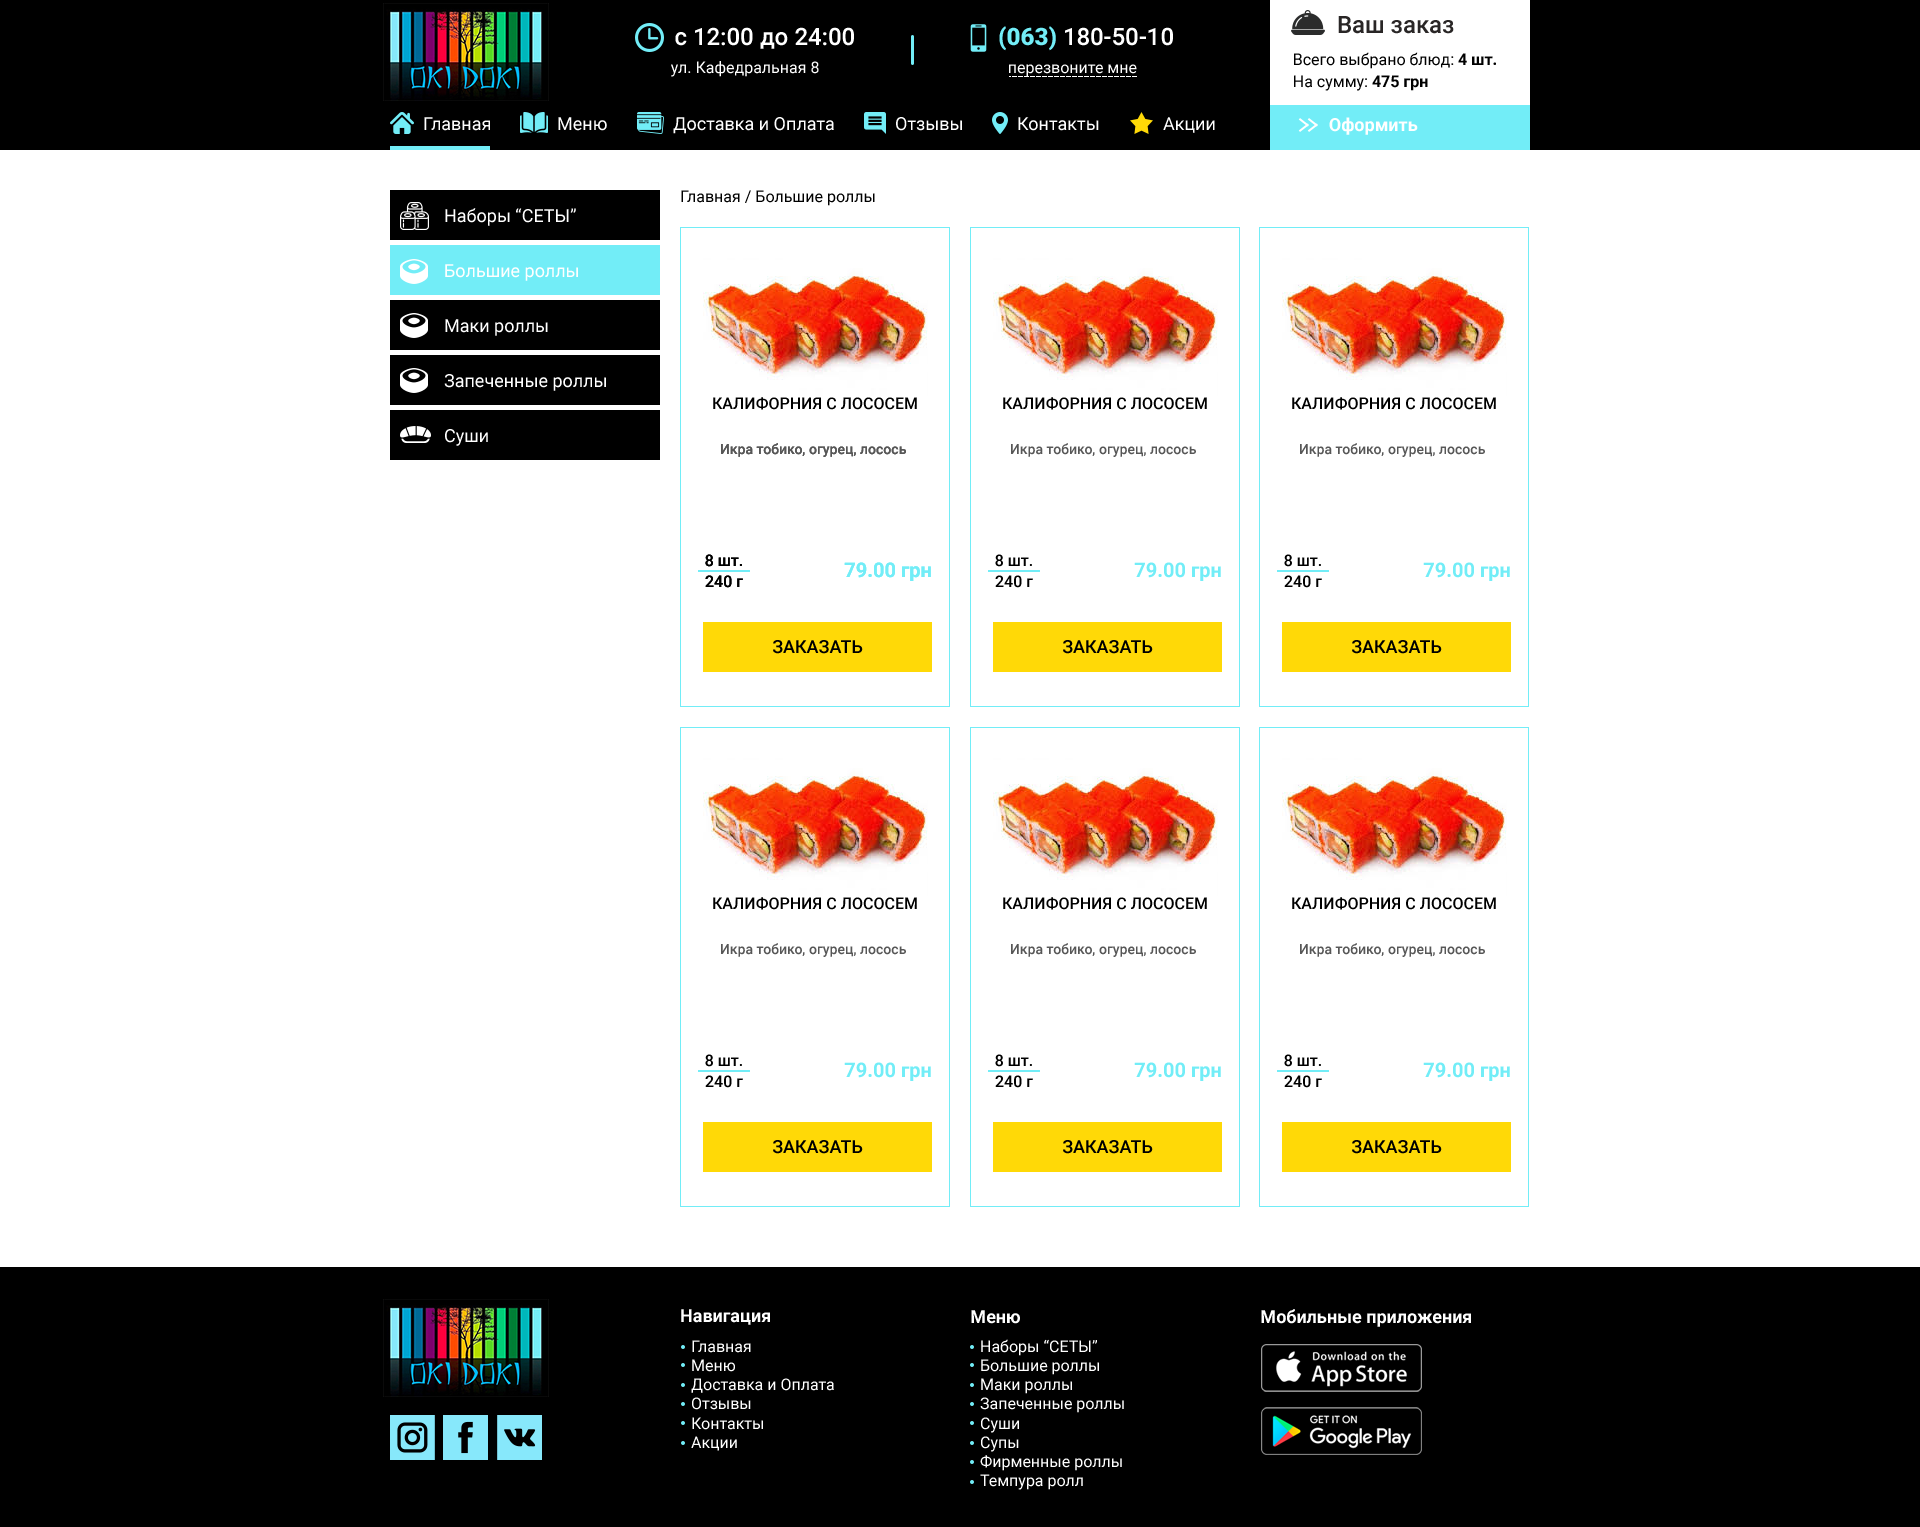 OKI DOKI
с 12:00 до 24:00
ул. Кафедральная 8
(063) 180-50-10
перезвоните мне
Ваш заказ
Всего выбрано блюд: 4 шт.
На сумму: 475 грн
Оформить
Главная
Меню
Доставка и Оплата
Отзывы
Контакты
Акции
Наборы “СЕТЫ”
Большие роллы
Маки роллы
Запеченные роллы
Суши
Главная / Большие роллы
КАЛИФОРНИЯ С ЛОСОСЕМ
Икра тобико, огурец, лосось
8 шт.
240 г
79.00 грн
ЗАКАЗАТЬ
КАЛИФОРНИЯ С ЛОСОСЕМ
Икра тобико, огурец, лосось
8 шт.
240 г
79.00 грн
ЗАКАЗАТЬ
КАЛИФОРНИЯ С ЛОСОСЕМ
Икра тобико, огурец, лосось
8 шт.
240 г
79.00 грн
ЗАКАЗАТЬ
КАЛИФОРНИЯ С ЛОСОСЕМ
Икра тобико, огурец, лосось
8 шт.
240 г
79.00 грн
ЗАКАЗАТЬ
КАЛИФОРНИЯ С ЛОСОСЕМ
Икра тобико, огурец, лосось
8 шт.
240 г
79.00 грн
ЗАКАЗАТЬ
КАЛИФОРНИЯ С ЛОСОСЕМ
Икра тобико, огурец, лосось
8 шт.
240 г
79.00 грн
ЗАКАЗАТЬ
OKI DOKI
Навигация
• Главная
• Меню
• Доставка и Оплата
• Отзывы
• Контакты
• Акции
Меню
• Наборы “СЕТЫ”
• Большие роллы
• Маки роллы
• Запеченные роллы
• Суши
• Супы
• Фирменные роллы
• Темпура ролл
Мобильные приложения
Download on the
App Store
GET IT ON
Google Play